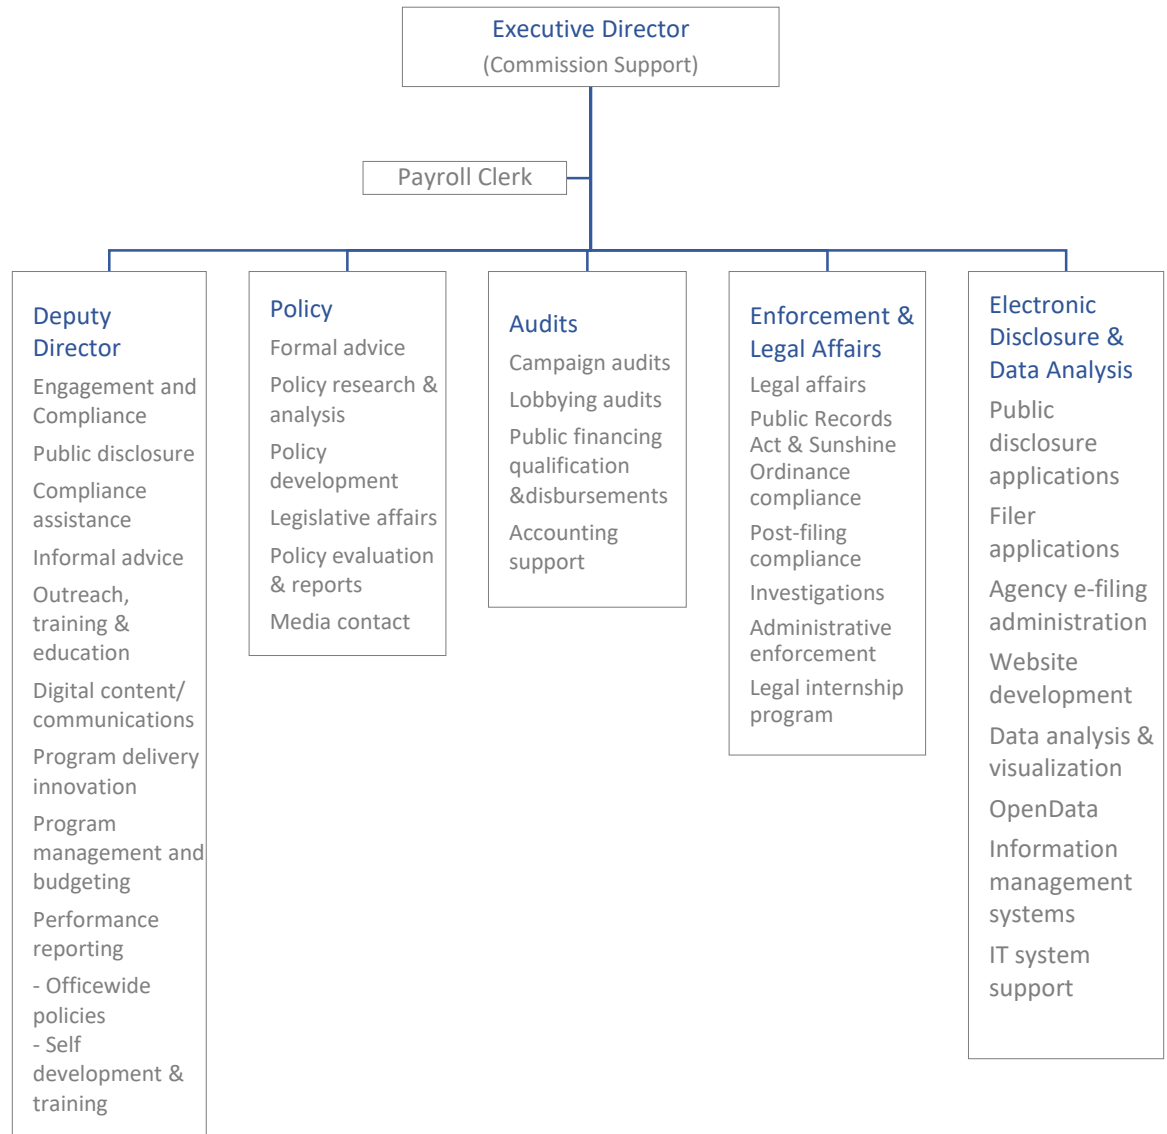 Executive Director
(Commission Support)
Payroll Clerk
Deputy
Director
Engagement and
Compliance
Public disclosure
Compliance
assistance
Informal advice
Outreach,
training &
education
Digital content/
communications
Program delivery
innovation
Program
management and
budgeting
Performance
reporting
- Officewide
policies
- Self
development &
training
Policy
Formal advice
Policy research &
analysis
Policy
development
Legislative affairs
Policy evaluation
& reports
Media contact
Audits
Campaign audits
Lobbying audits
Public financing
qualification
&disbursements
Accounting
support
Enforcement &
Legal Affairs
Legal affairs
Public Records
Act & Sunshine
Ordinance
compliance
Post-filing
compliance
Investigations
Administrative
enforcement
Legal internship
program
Electronic
Disclosure &
Data Analysis
Public
disclosure
applications
Filer
applications
Agency e-filing
administration
Website
development
Data analysis &
visualization
OpenData
Information
management
systems
IT system
support